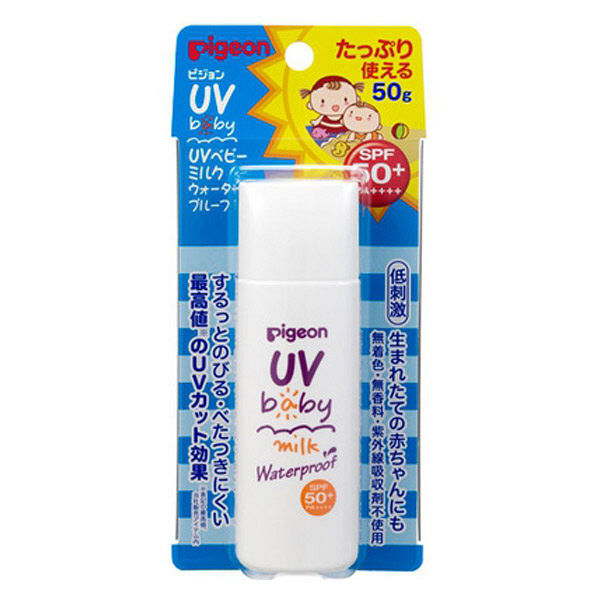 pigeon
ピジョン
UV
baby
UVベビー
ミルク
ウォーター
プルーフ
たっぷり
使える
50g
SPF
50+
PA++++
するっとのびる・べたつきにくい
最高値※のUVカット効果
低刺激
生まれたての赤ちゃんにも
無着色・無香料・紫外線吸収剤不使用
pigeon
UV
baby
milk
Waterproof
SPF
50+
PA++++